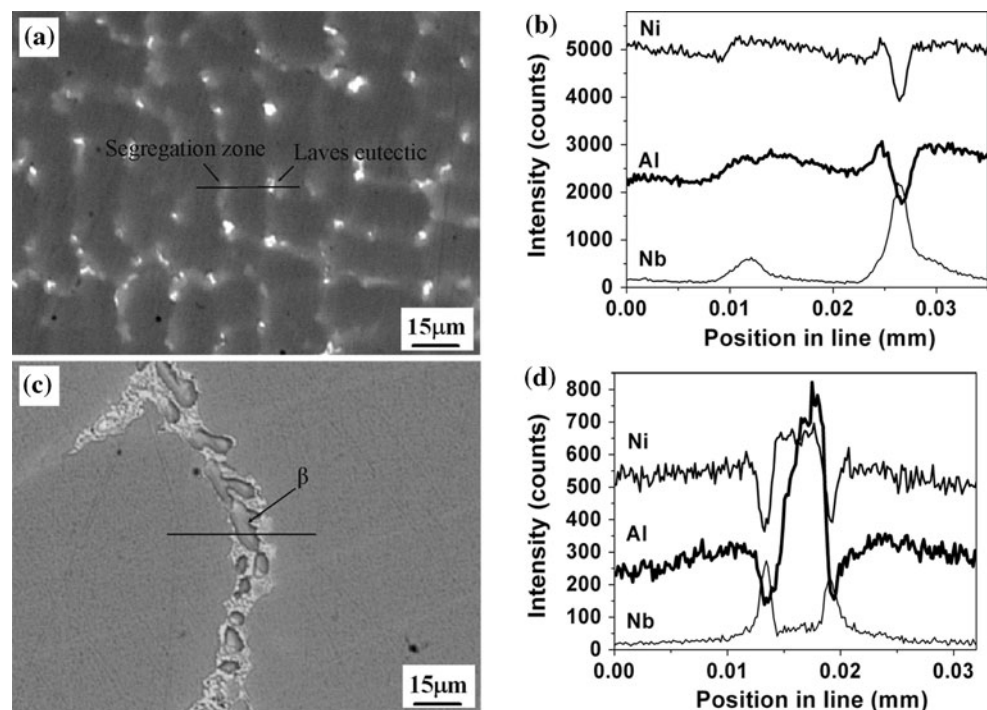 (a)
Segregation zone
Laves cutectic
15μm
(b)
Ni
Al
Nb
5000
4000
3000
2000
1000
0
0.00 0.01 0.02 0.03
Intensity (counts)
Position in line (mm)
(c)
β
15μm
(d)
Ni
Al
Nb
800
700
600
500
400
300
200
100
0
0.00 0.01 0.02 0.03
Intensity (counts)
Position in line (mm)